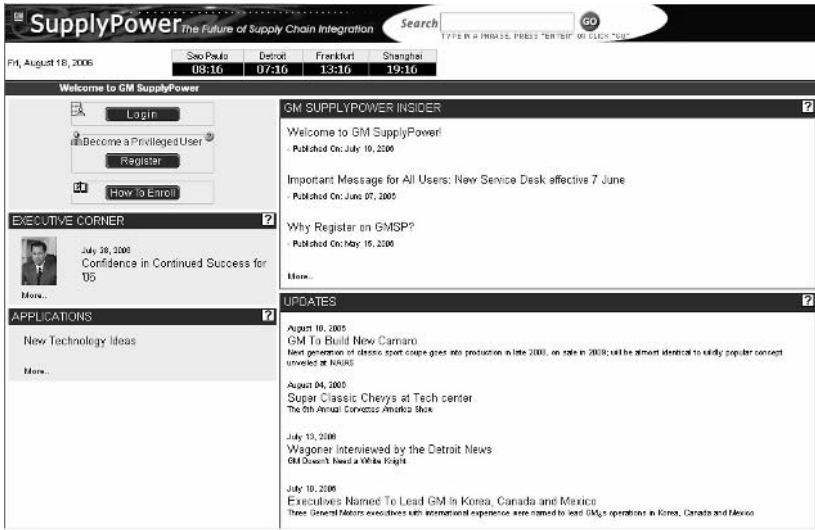 GM
SupplyPower The Future of Supply Chain Integration
Search
GO
TYPE IN A PHRASE, PRESS "ENTER" OR CLICK "GO"
Fri, August 18, 2006
Sao Paulo Detroit Frankfurt Shanghai
08:16 07:16 13:16 19:16
Welcome to GM SupplyPower
Login
Become a Privileged User
Register
How To Enroll
EXECUTIVE CORNER ?
July 28, 2006
Confidence in Continued Success for
'06
More..
APPLICATIONS ?
New Technology Ideas
More..
GM SUPPLYPOWER INSIDER ?
Welcome to GM SupplyPower!
- Published On: July 19, 2006
Important Message for All Users: New Service Desk effective 7 June
- Published On: June 07, 2006
Why Register on GMSP?
- Published On: May 16, 2006
More..
UPDATES ?
August 10, 2006
GM To Build New Camaro
Next generation of classic sport coupe goes into production in late 2008, on sale in 2009; will be almost identical to wildly popular concept
unveiled at NAIAS
August 04, 2006
Super Classic Chevys at Tech center
The 6th Annual Corvettes America Show
July 13, 2006
Wagoner Interviewed by the Detroit News
GM Doesn't Need a White Knight.
July 10, 2006
Executives Named To Lead GM In Korea, Canada and Mexico
Three General Motors executives with international experience were named to lead GM¿s operations in Korea, Canada and Mexico